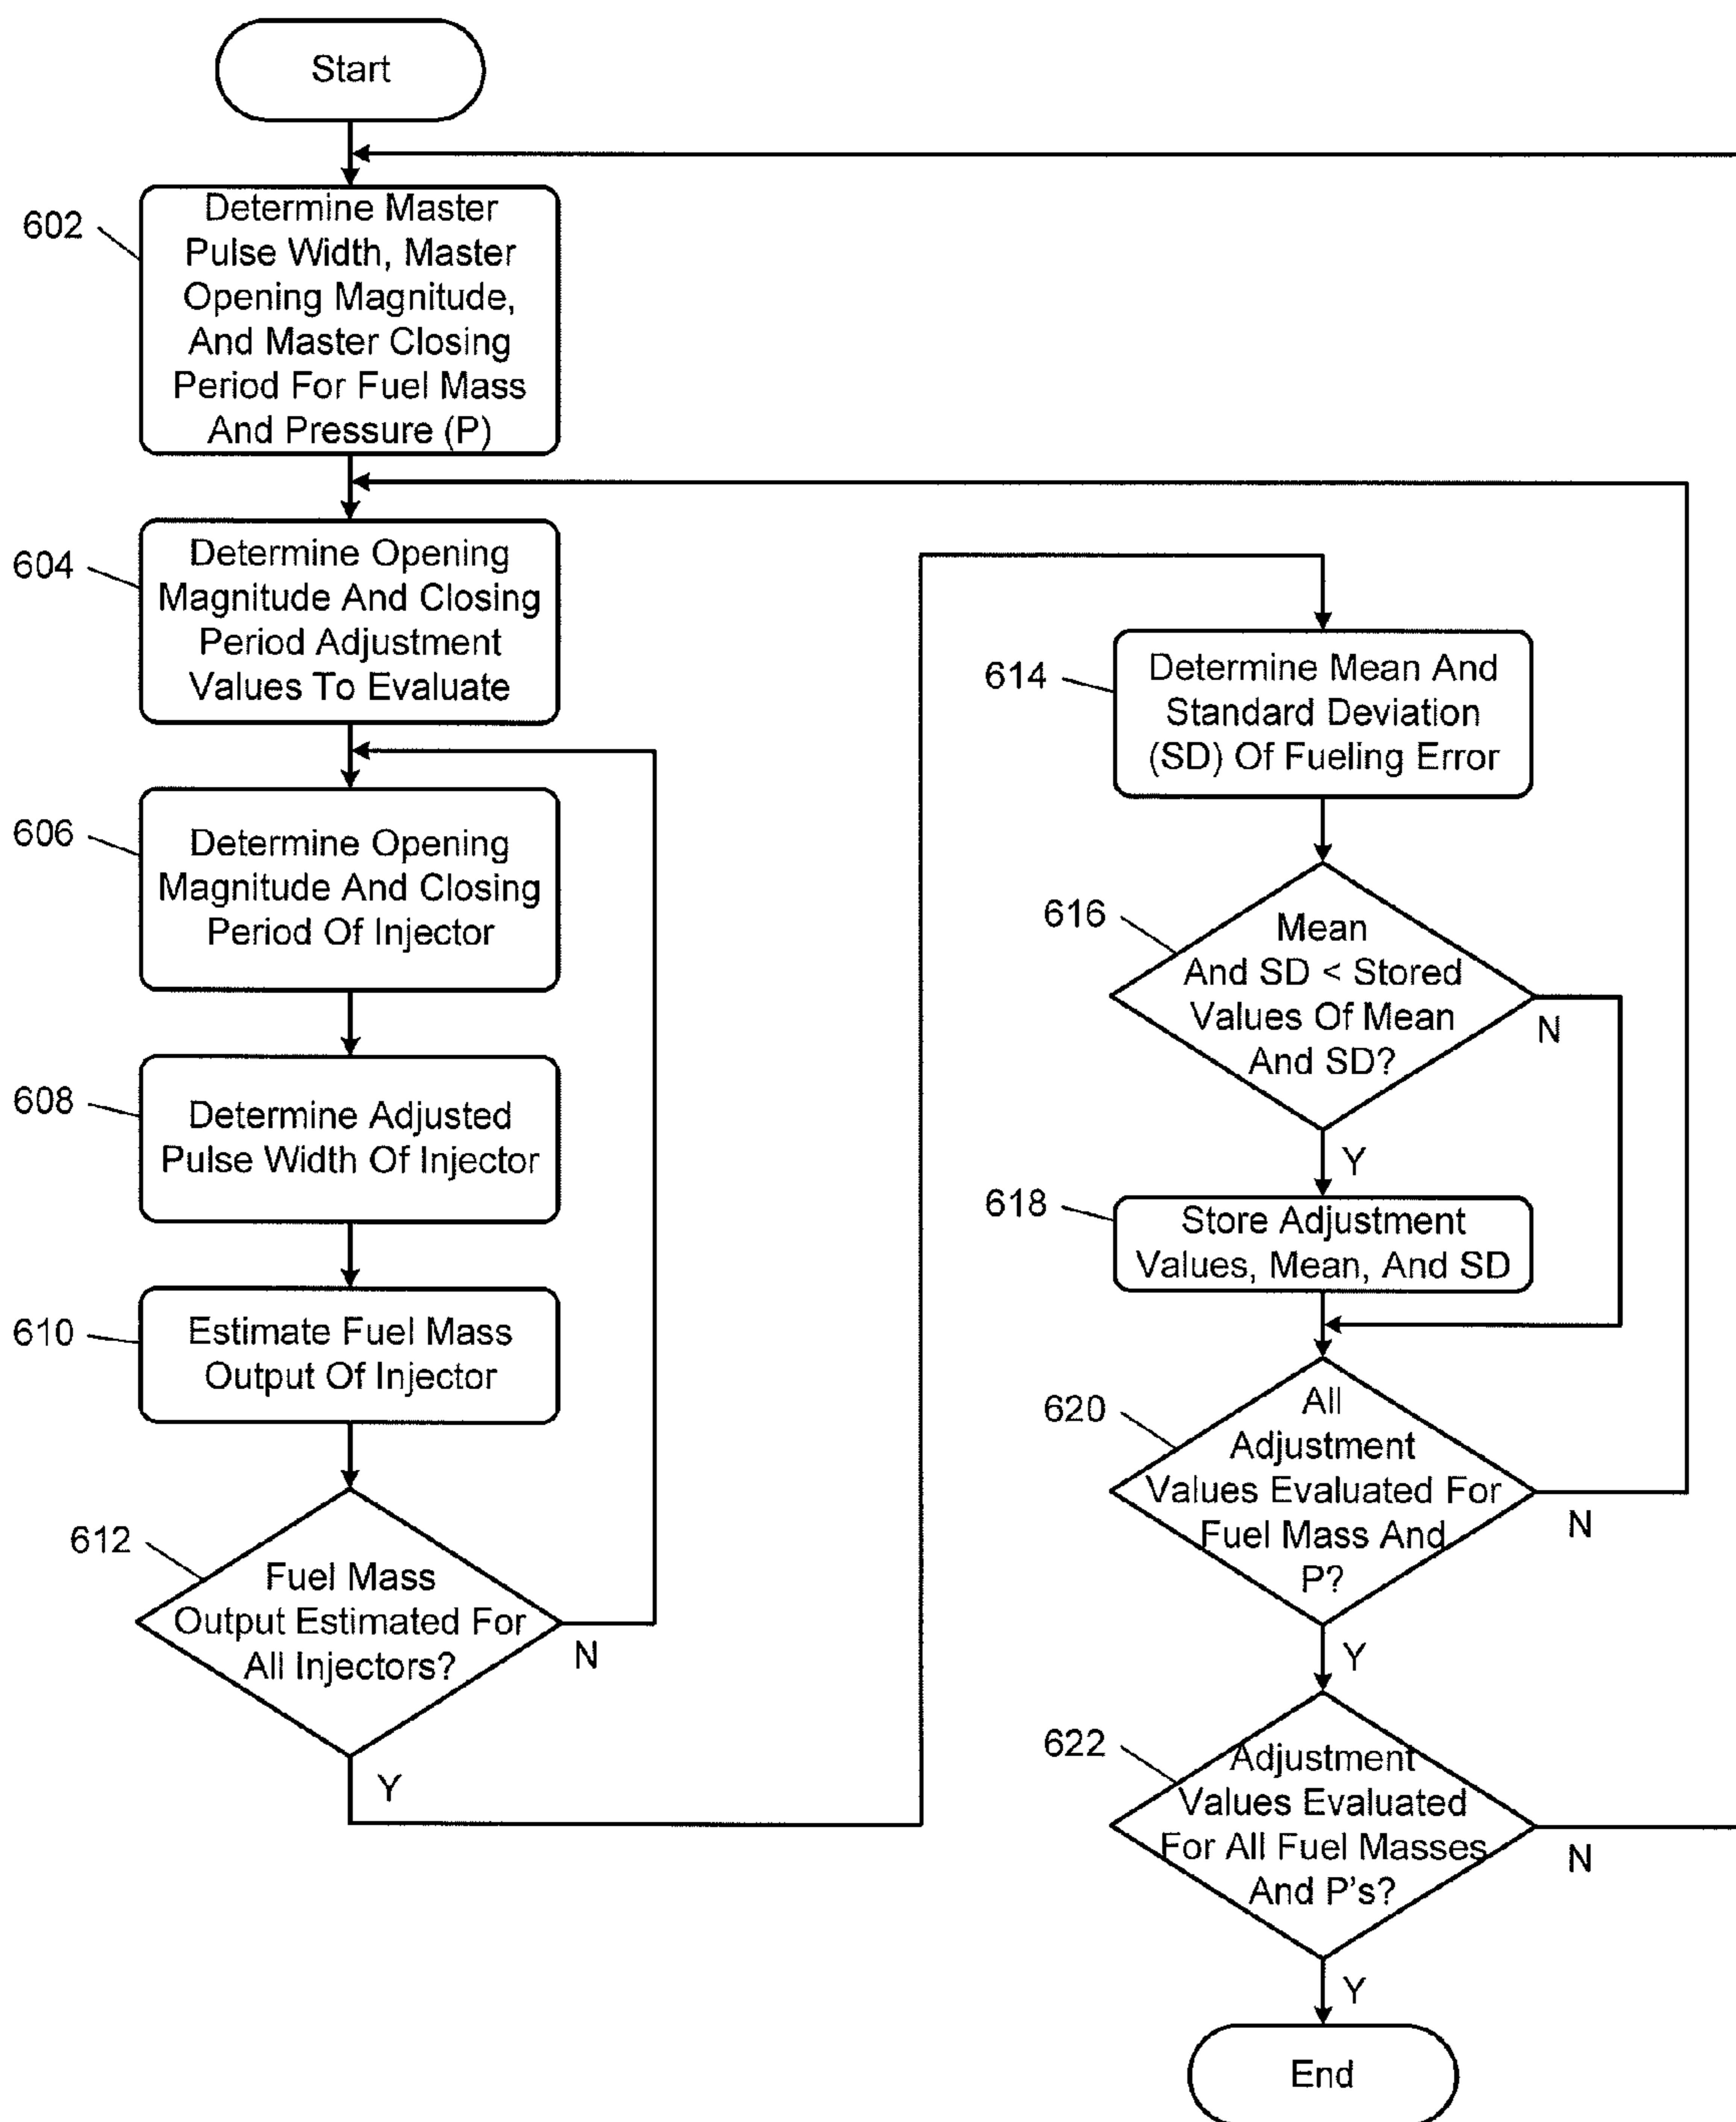 Start
602
Determine Master
Pulse Width, Master
Opening Magnitude,
And Master Closing
Period For Fuel Mass
And Pressure (P)
604
Determine Opening
Magnitude And Closing
Period Adjustment
Values To Evaluate
606
Determine Opening
Magnitude And Closing
Period Of Injector
608
Determine Adjusted
Pulse Width Of Injector
610
Estimate Fuel Mass
Output Of Injector
612
Fuel Mass
Output Estimated For
All Injectors?
N
Y
614
Determine Mean And
Standard Deviation
(SD) Of Fueling Error
616
Mean
And SD < Stored
Values Of Mean
And SD?
N
Y
618
Store Adjustment
Values, Mean, And SD
620
All
Adjustment
Values Evaluated For
Fuel Mass And
P?
N
Y
622
Adjustment
Values Evaluated
For All Fuel Masses
And P's?
N
Y
End